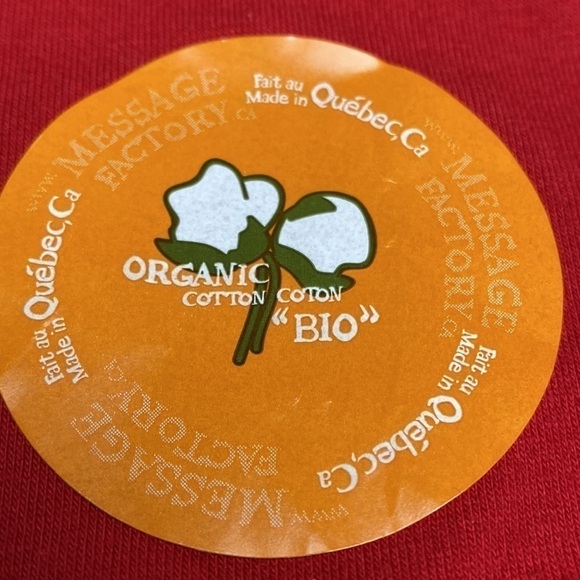 Fait au
Made in Québec, Ca
www.
MESSAGE
FACTORY.ca
Fait au
Made in Québec, Ca
www.
MESSAGE
FACTORY.ca
Fait au
Made in Québec, Ca
www.
MESSAGE
FACTORY.ca
ORGANIC
COTTON COTON
"BIO"